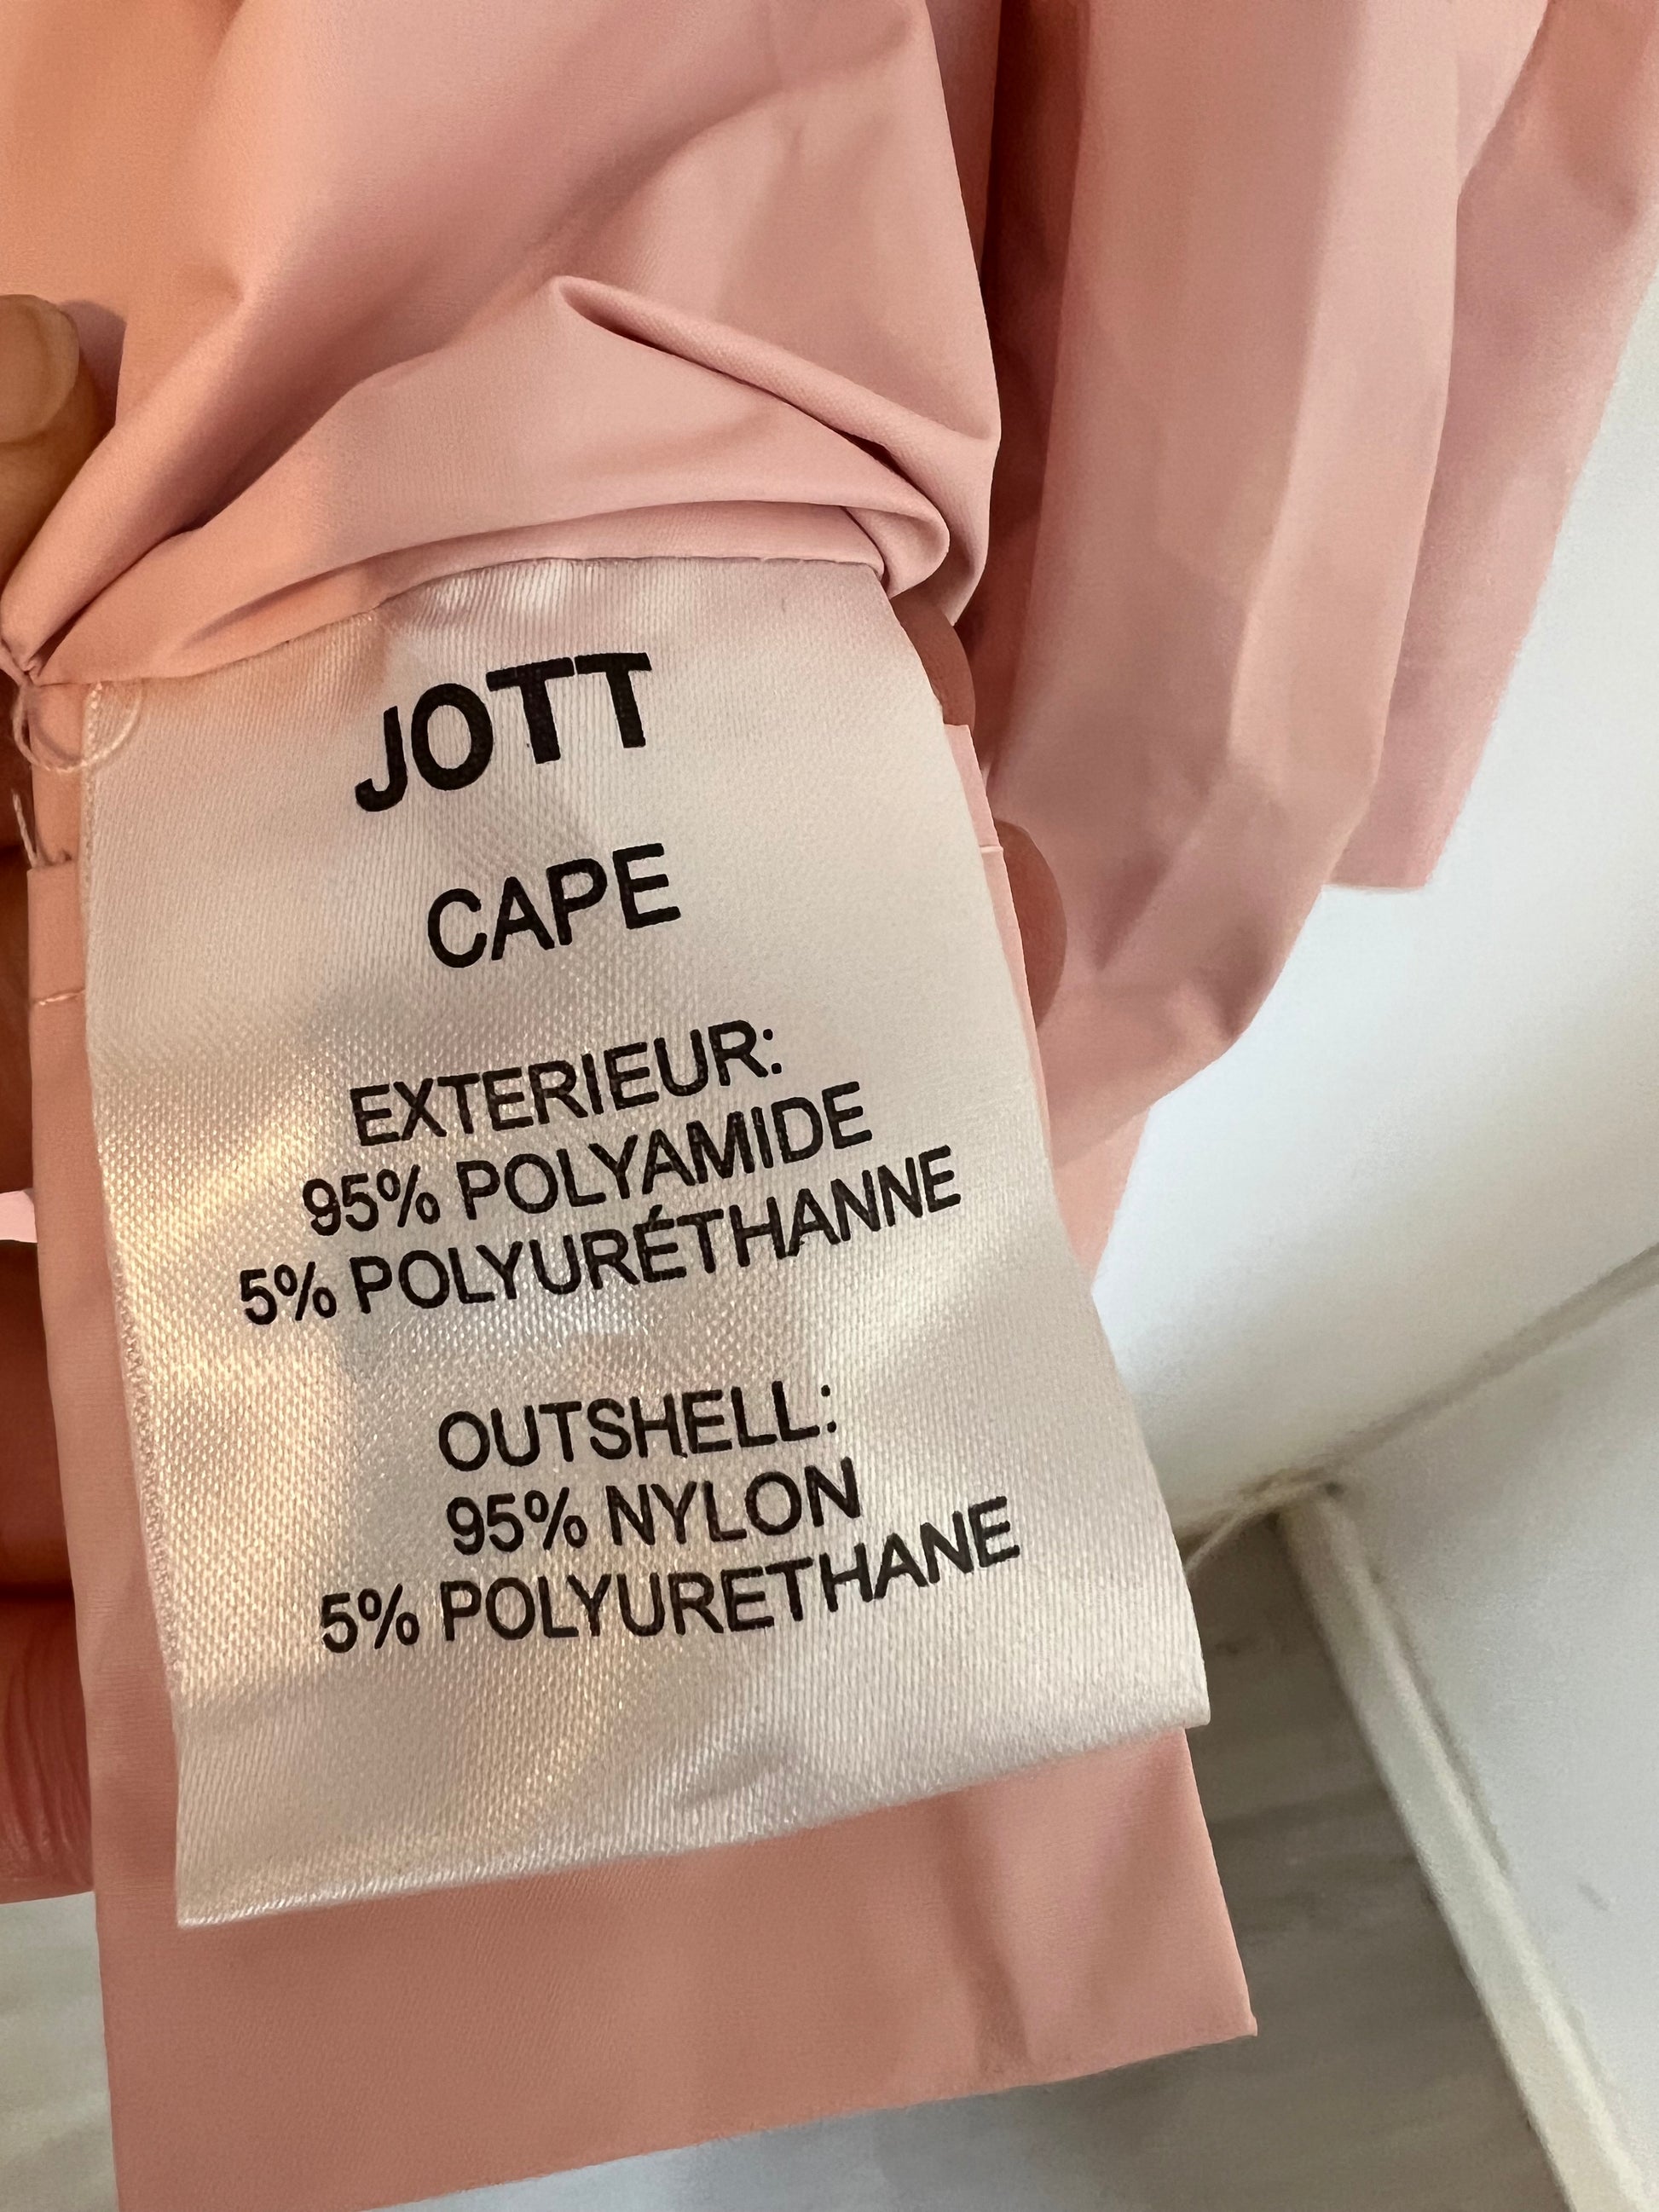 JOTT
CAPE
EXTERIEUR:
95% POLYAMIDE
5% POLYURÉTHANNE
OUTSHELL:
95% NYLON
5% POLYURETHANE